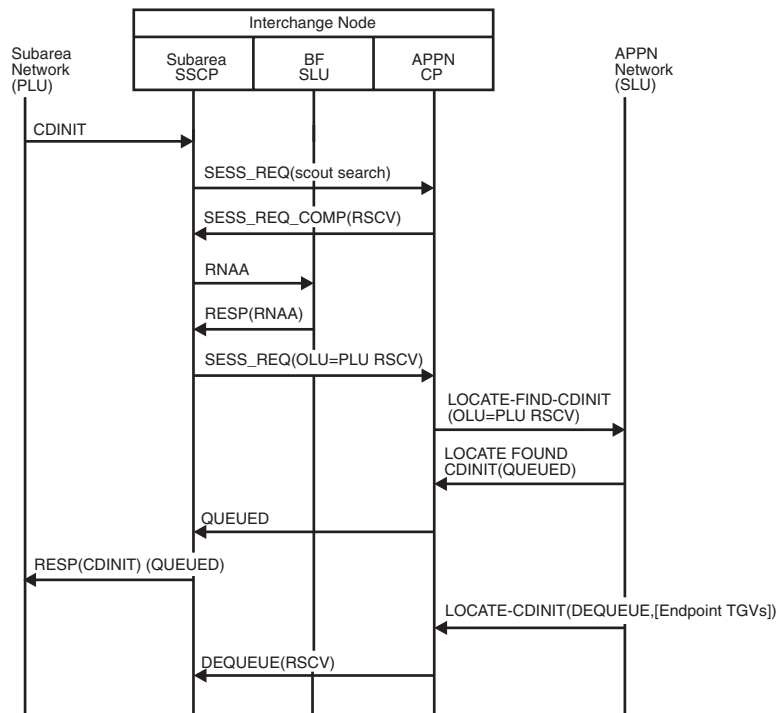 Interchange Node
Subarea
Network
(PLU)
Subarea
SSCP
BF
SLU
APPN
CP
APPN
Network
(SLU)
CDINIT
SESS_REQ(scout search)
SESS_REQ_COMP(RSCV)
RNAA
RESP(RNAA)
SESS_REQ(OLU=PLU RSCV)
LOCATE-FIND-CDINIT
(OLU=PLU RSCV)
LOCATE FOUND
CDINIT(QUEUED)
QUEUED
RESP(CDINIT) (QUEUED)
LOCATE-CDINIT(DEQUEUE,[Endpoint TGVs])
DEQUEUE(RSCV)